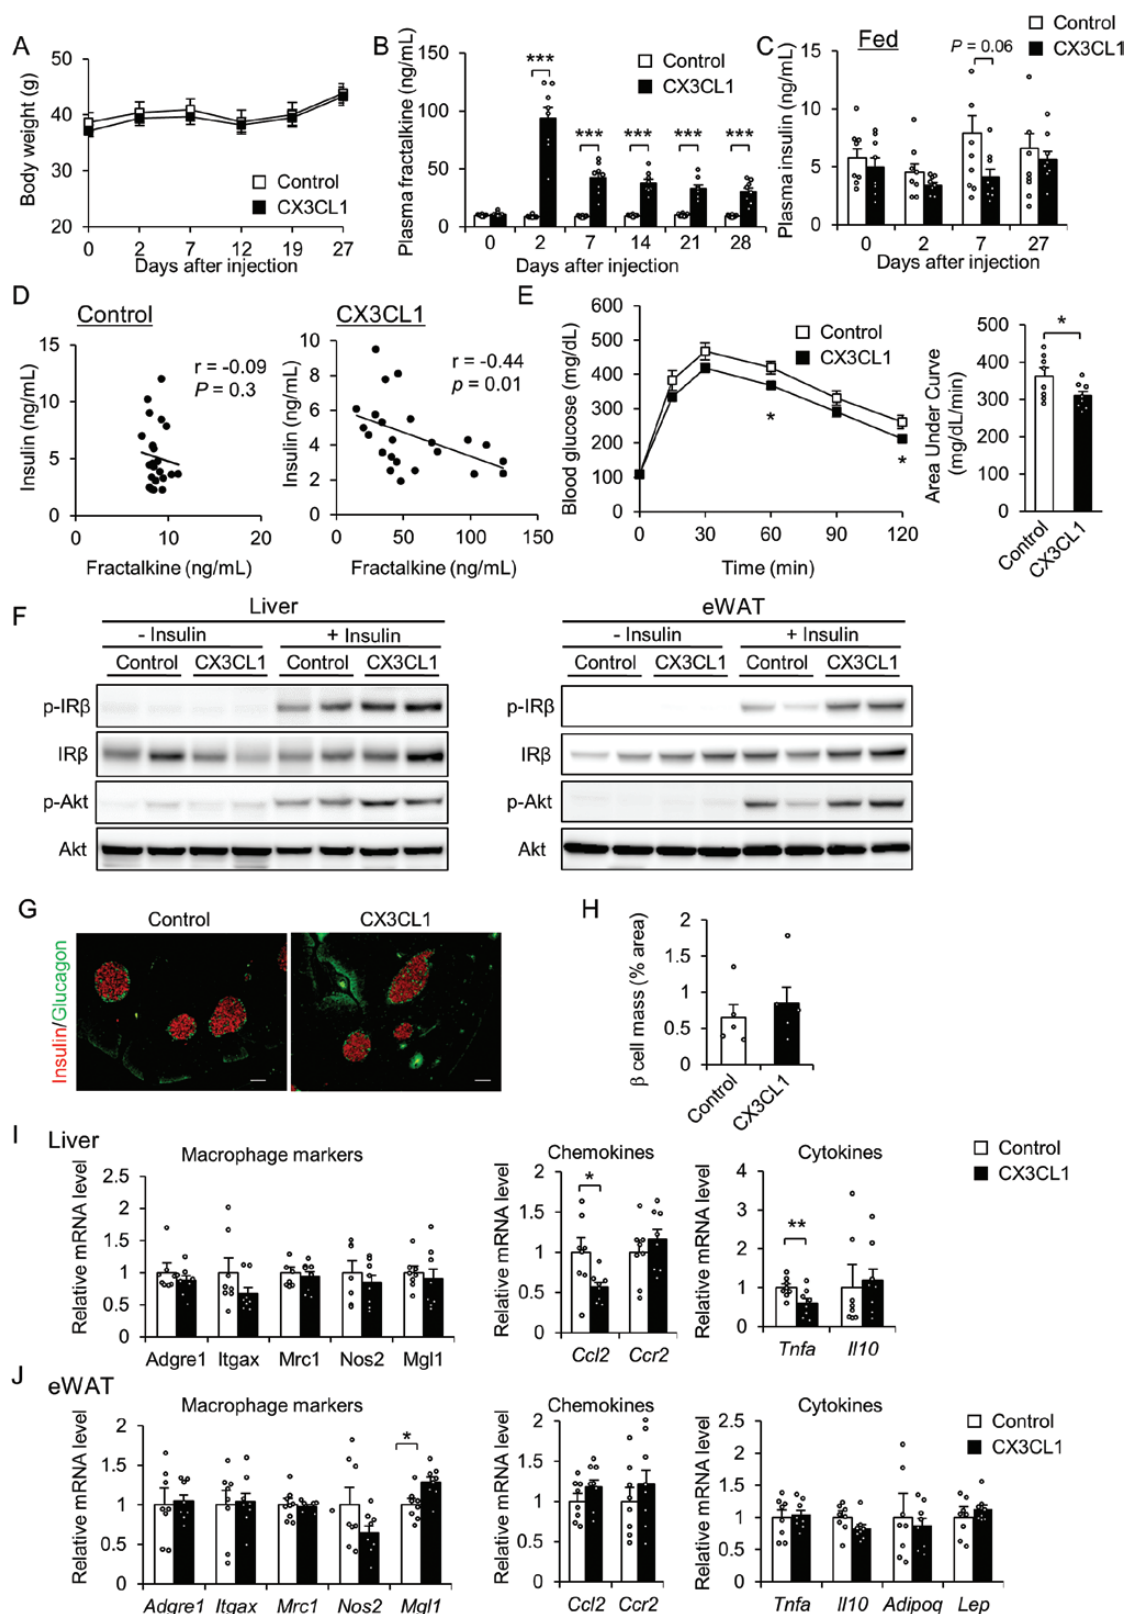 A
Body weight (g)
50
40
30
20
Control
CX3CL1
0 2 7 12 19 27
Days after injection
B
Plasma fractalkine (ng/mL)
150
100
50
0
*** *** *** *** ***
Control
CX3CL1
0 2 7 14 21 28
Days after injection
C
Fed
Plasma insulin (ng/mL)
15
10
5
0
P = 0.06
Control
CX3CL1
0 2 7 27
Days after injection
D
Control
Insulin (ng/mL)
15
10
5
0
r = -0.09
P = 0.3
0 10 20
Fractalkine (ng/mL)
CX3CL1
Insulin (ng/mL)
10
8
6
4
2
0
r = -0.44
p = 0.01
0 50 100 150
Fractalkine (ng/mL)
E
Blood glucose (mg/dL)
600
500
400
300
200
100
0
Control
CX3CL1
*
*
0 30 60 90 120
Time (min)
Area Under Curve
(mg/dL/min)
500
400
300
200
100
0
*
Control
CX3CL1
F
Liver
- Insulin + Insulin
Control CX3CL1 Control CX3CL1
p-IRβ
IRβ
p-Akt
Akt
eWAT
- Insulin + Insulin
Control CX3CL1 Control CX3CL1
p-IRβ
IRβ
p-Akt
Akt
G
Control CX3CL1
Insulin/Glucagon
H
β cell mass (% area)
2
1.5
1
0.5
0
Control
CX3CL1
I
Liver
Macrophage markers
Relative mRNA level
2.5
2
1.5
1
0.5
0
Adgre1 Itgax Mrc1 Nos2 Mgl1
Chemokines
Relative mRNA level
2
1.5
1
0.5
0
*
Ccl2 Ccr2
Cytokines
Relative mRNA level
4
3
2
1
0
**
Tnfa Il10
Control
CX3CL1
J
eWAT
Macrophage markers
Relative mRNA level
2
1.5
1
0.5
0
*
Adgre1 Itgax Mrc1 Nos2 Mgl1
Chemokines
Relative mRNA level
2
1.5
1
0.5
0
Ccl2 Ccr2
Cytokines
Relative mRNA level
2.5
2
1.5
1
0.5
0
Tnfa Il10 Adipoq Lep
Control
CX3CL1